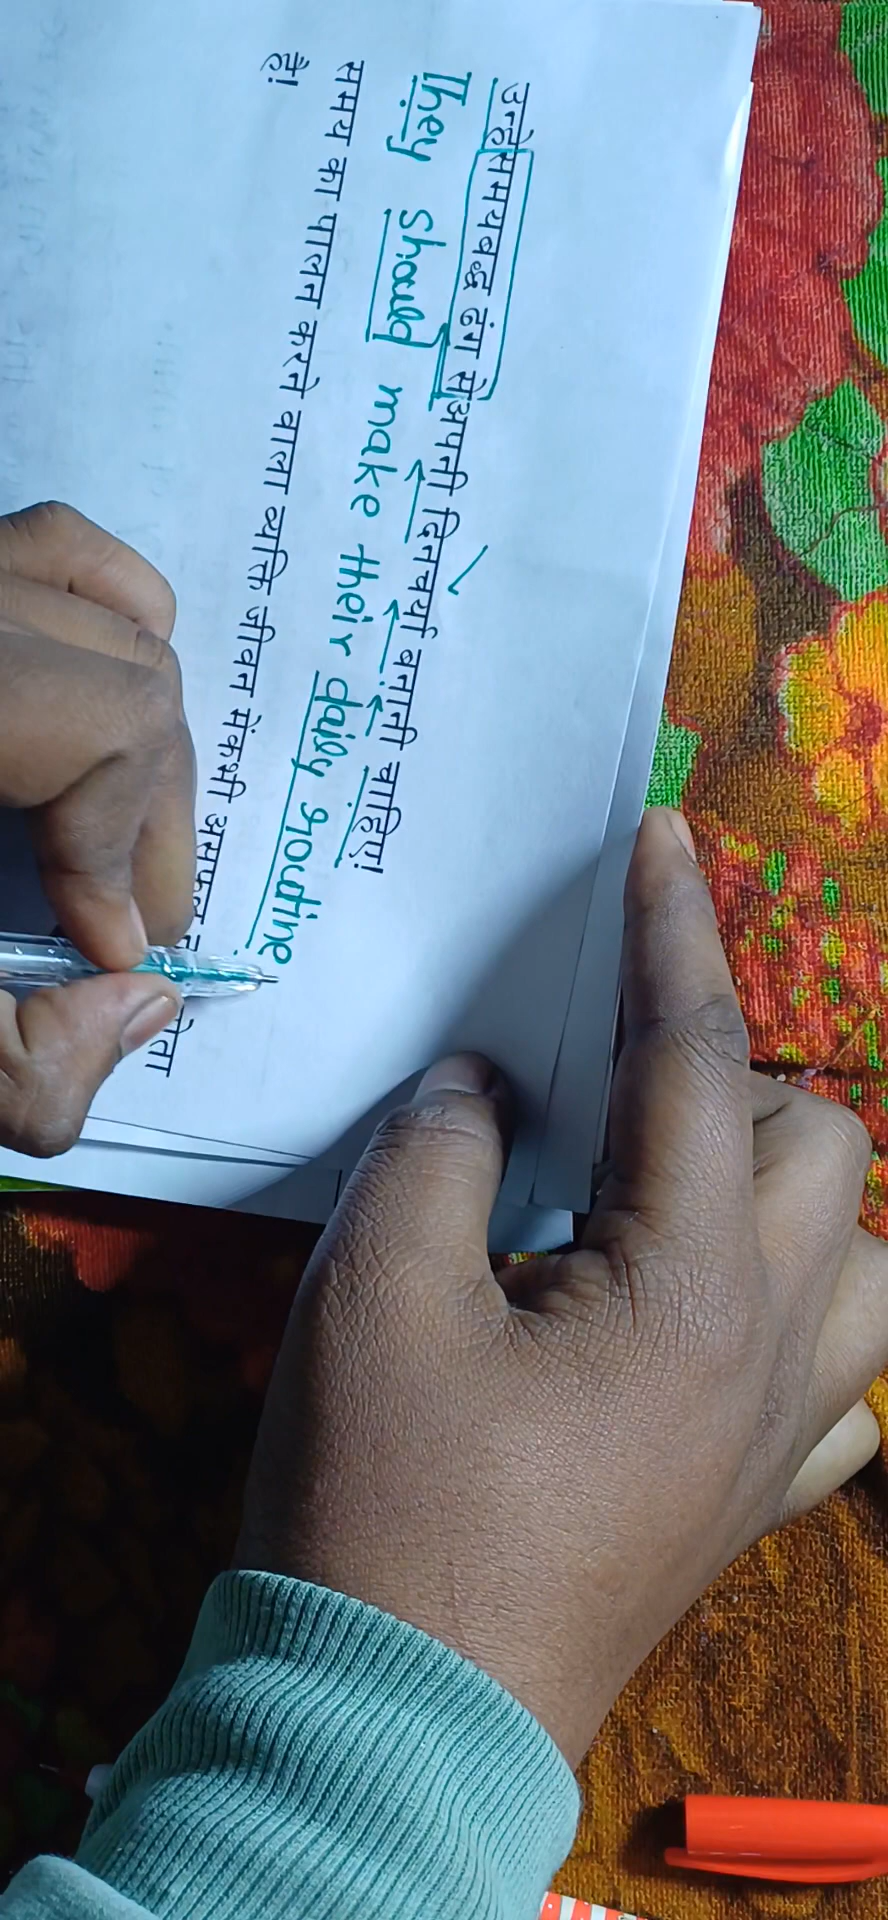 उन्हें समयबद्ध ढंग से अपनी दिनचर्या बनानी चाहिए!
They should make their daily routine
समय का पालन करने वाला व्यक्ति जीवन में कभी असफल होता
है!